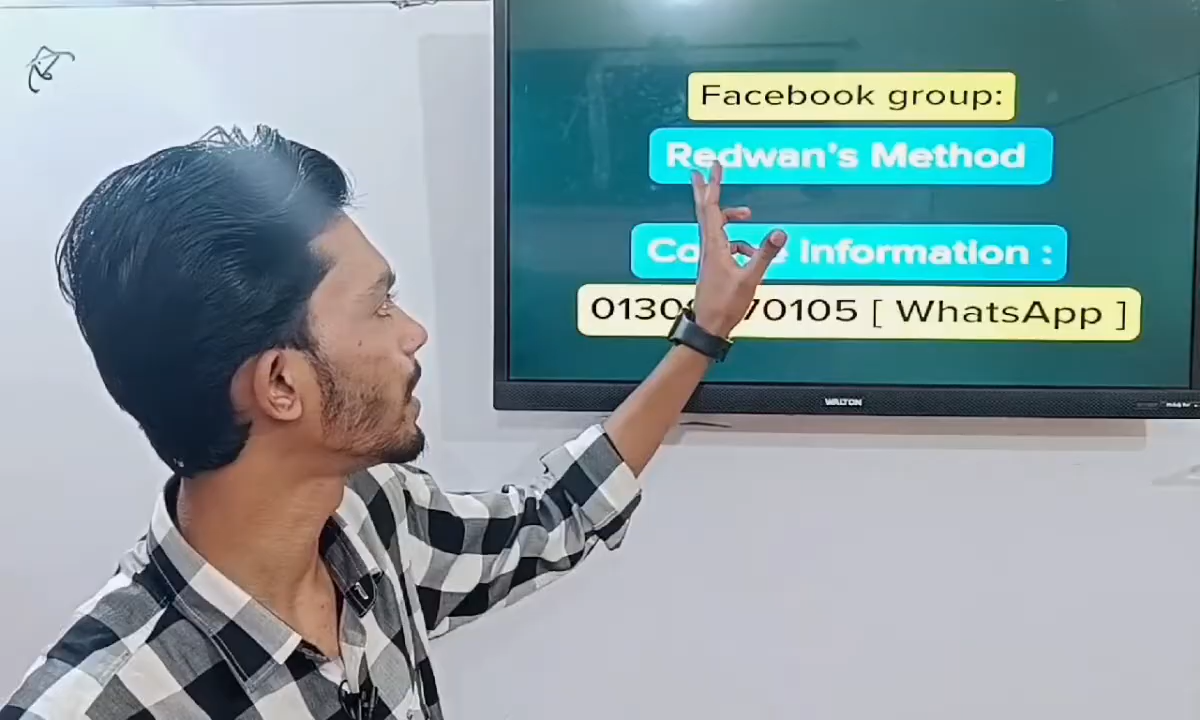 Facebook group:
Redwan's Method
Information :
[ WhatsApp ]
WALTON